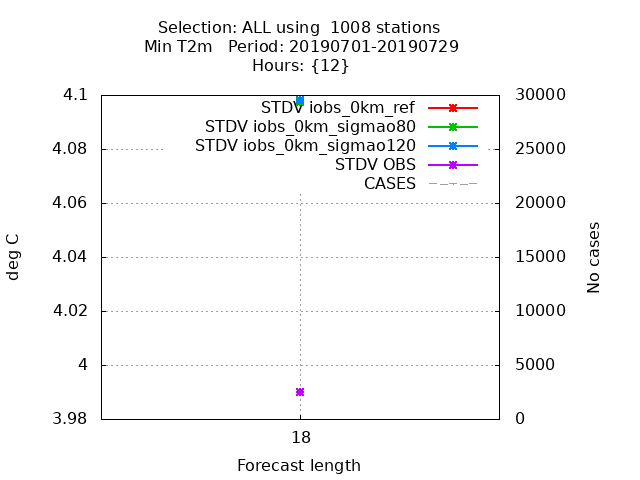 Selection: ALL using  1008 stations
Min T2m   Period: 20190701-20190729
Hours: {12}
4.1
4.08
4.06
4.04
4.02
4
3.98
deg C
STDV iobs_0km_ref
STDV iobs_0km_sigmao80
STDV iobs_0km_sigmao120
STDV OBS
CASES
30000
25000
20000
15000
10000
5000
0
No cases
18
Forecast length